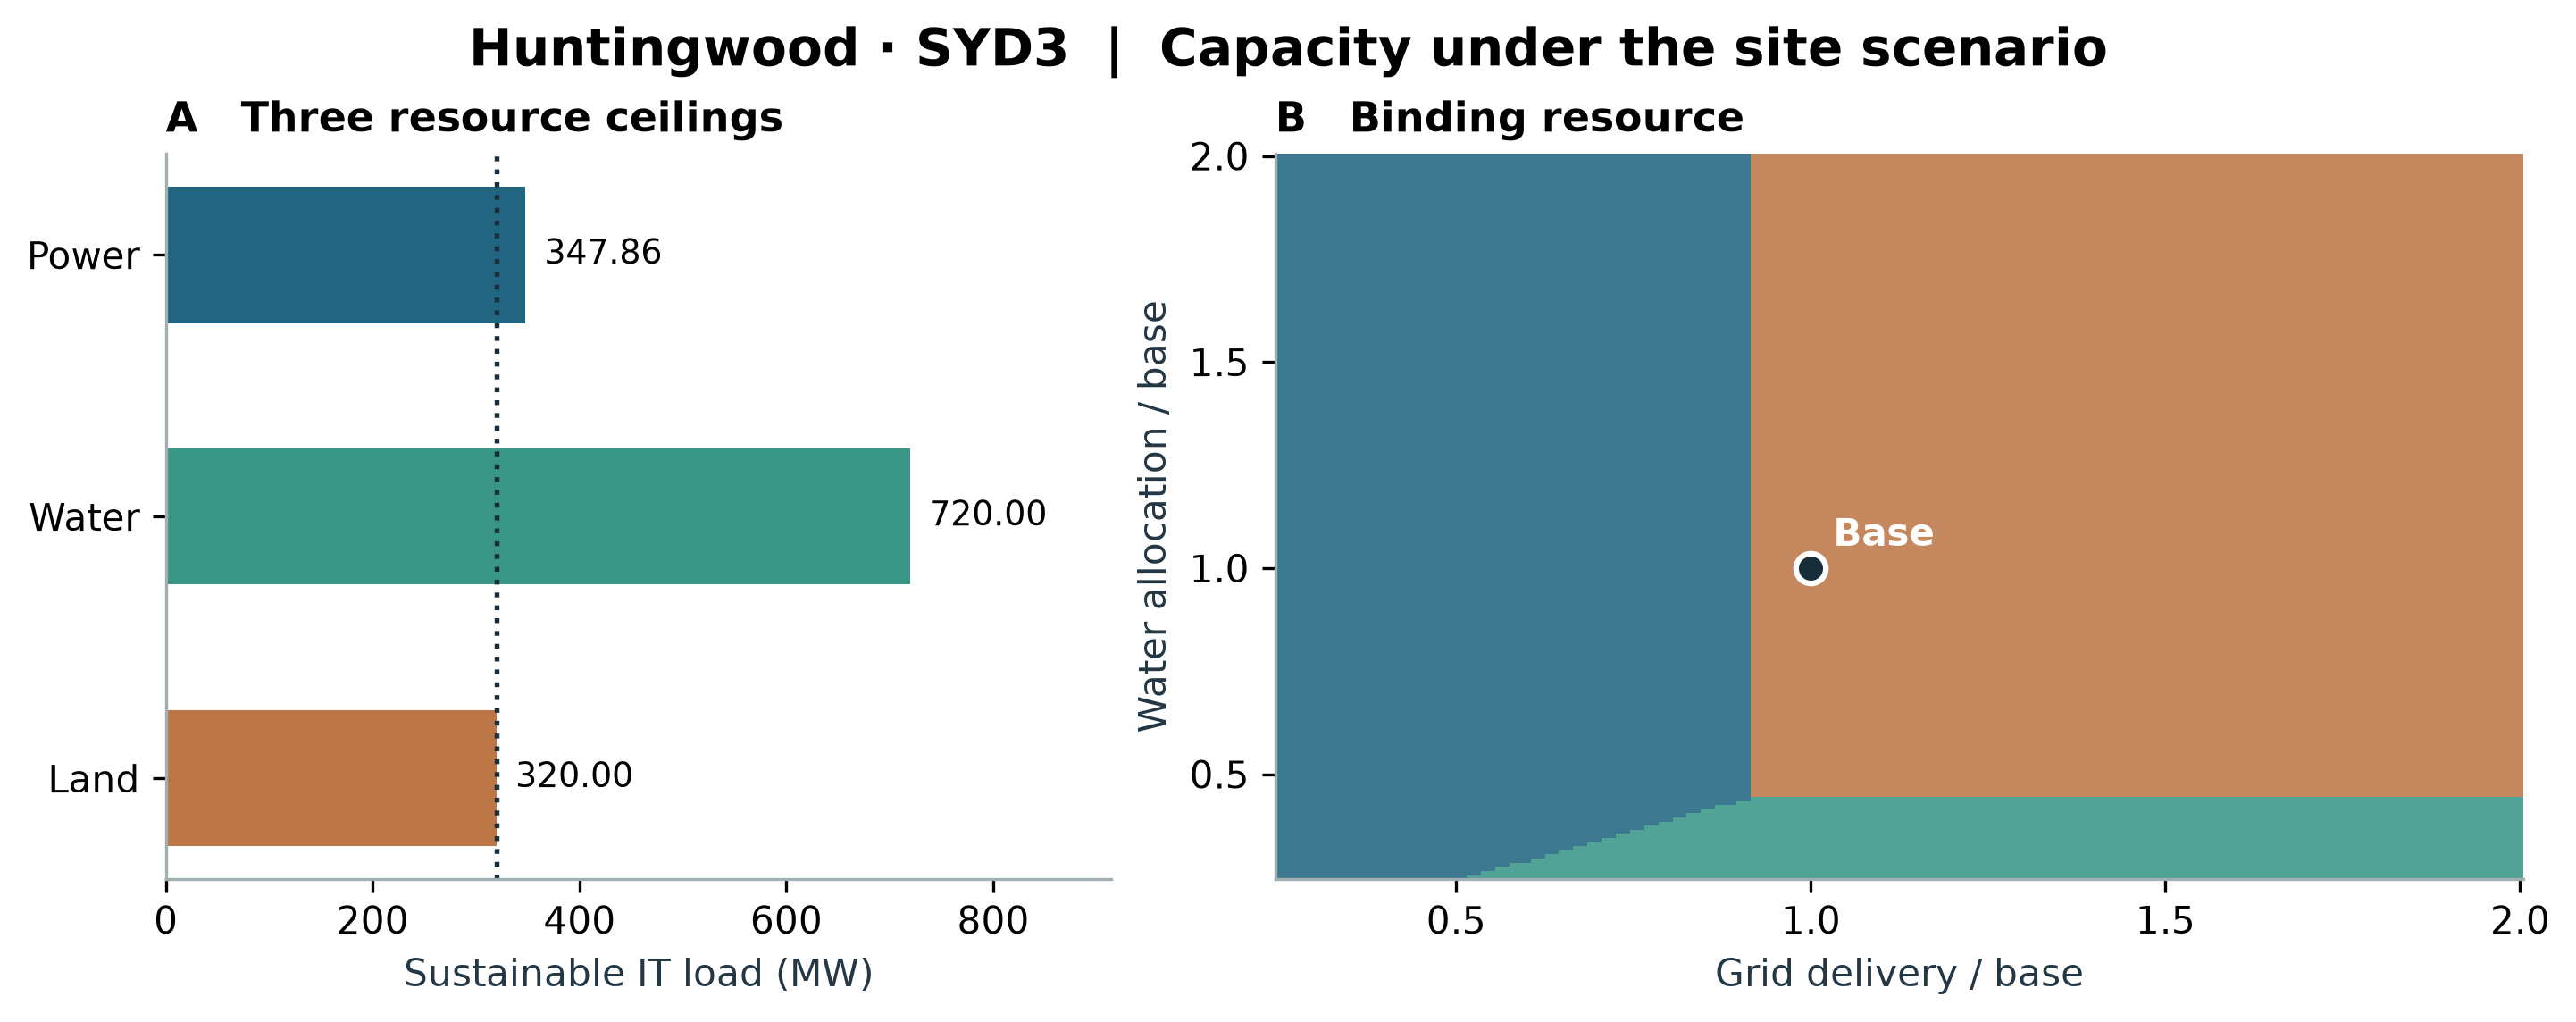 Huntingwood · SYD3 | Capacity under the site scenario
A Three resource ceilings
Power
347.86
Water
720.00
Land
320.00
0 200 400 600 800
Sustainable IT load (MW)
B Binding resource
Water allocation / base
2.0
1.5
1.0
0.5
Base
0.5 1.0 1.5 2.0
Grid delivery / base